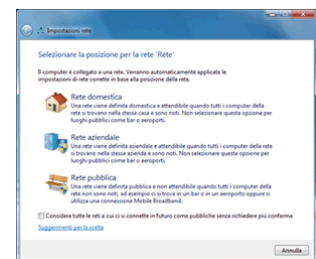 Impostazioni rete
Selezionare la posizione per la rete 'Rete'
Il computer è collegato a una rete. Verranno automaticamente applicate le
impostazioni di rete corrette in base alla posizione della rete.
Rete domestica
Una rete viene definita domestica e attendibile quando tutti i computer della
rete si trovano nella stessa casa e sono noti. Non selezionare questa opzione per
luoghi pubblici come bar o aeroporti.
Rete aziendale
Una rete viene definita aziendale e attendibile quando tutti i computer della rete
si trovano nella stessa azienda e sono noti. Non selezionare questa opzione per
luoghi pubblici come bar o aeroporti.
Rete pubblica
Una rete viene definita pubblica e non attendibile quando tutti i computer della
rete non sono noti, ad esempio ci si trova in un bar o in un aeroporto oppure si
utilizza una connessione Mobile Broadband.
Considera tutte le reti a cui ci si connette in futuro come pubbliche senza richiedere più conferma
Suggerimenti per la scelta
Annulla